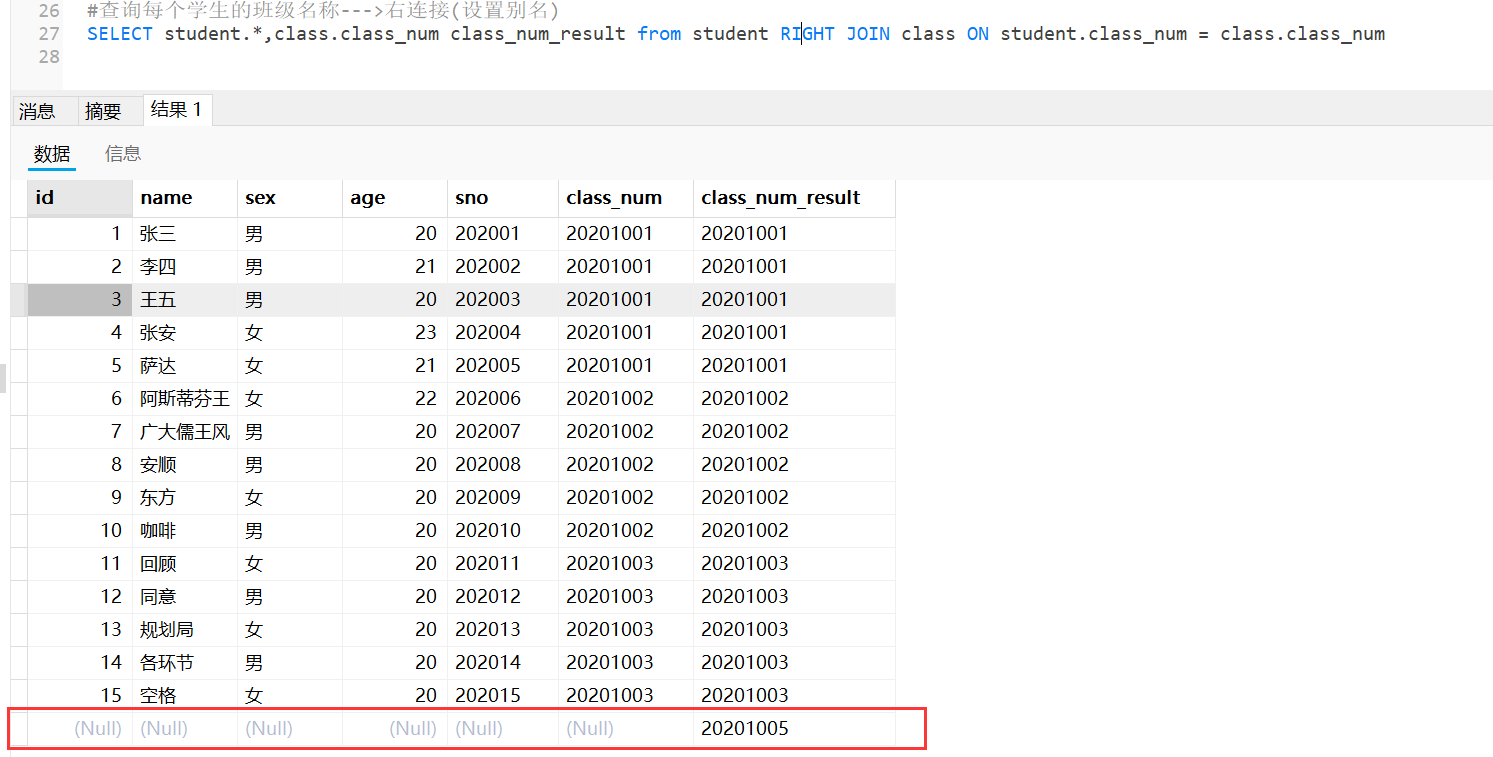 26 #查询每个学生的班级名称--->右连接(设置别名)
27 SELECT student.*,class.class_num class_num_result from student RIGHT JOIN class ON student.class_num = class.class_num
28
消息 摘要 结果 1
数据 信息
id name sex age sno class_num class_num_result
1 张三 男 20 202001 20201001 20201001
2 李四 男 21 202002 20201001 20201001
3 王五 男 20 202003 20201001 20201001
4 张安 女 23 202004 20201001 20201001
5 萨达 女 21 202005 20201001 20201001
6 阿斯蒂芬王 女 22 202006 20201002 20201002
7 广大儒王风 男 20 202007 20201002 20201002
8 安顺 男 20 202008 20201002 20201002
9 东方 女 20 202009 20201002 20201002
10 咖啡 男 20 202010 20201002 20201002
11 回顾 女 20 202011 20201003 20201003
12 同意 男 20 202012 20201003 20201003
13 规划局 女 20 202013 20201003 20201003
14 各环节 男 20 202014 20201003 20201003
15 空格 女 20 202015 20201003 20201003
(Null) (Null) (Null) (Null) (Null) (Null) 20201005